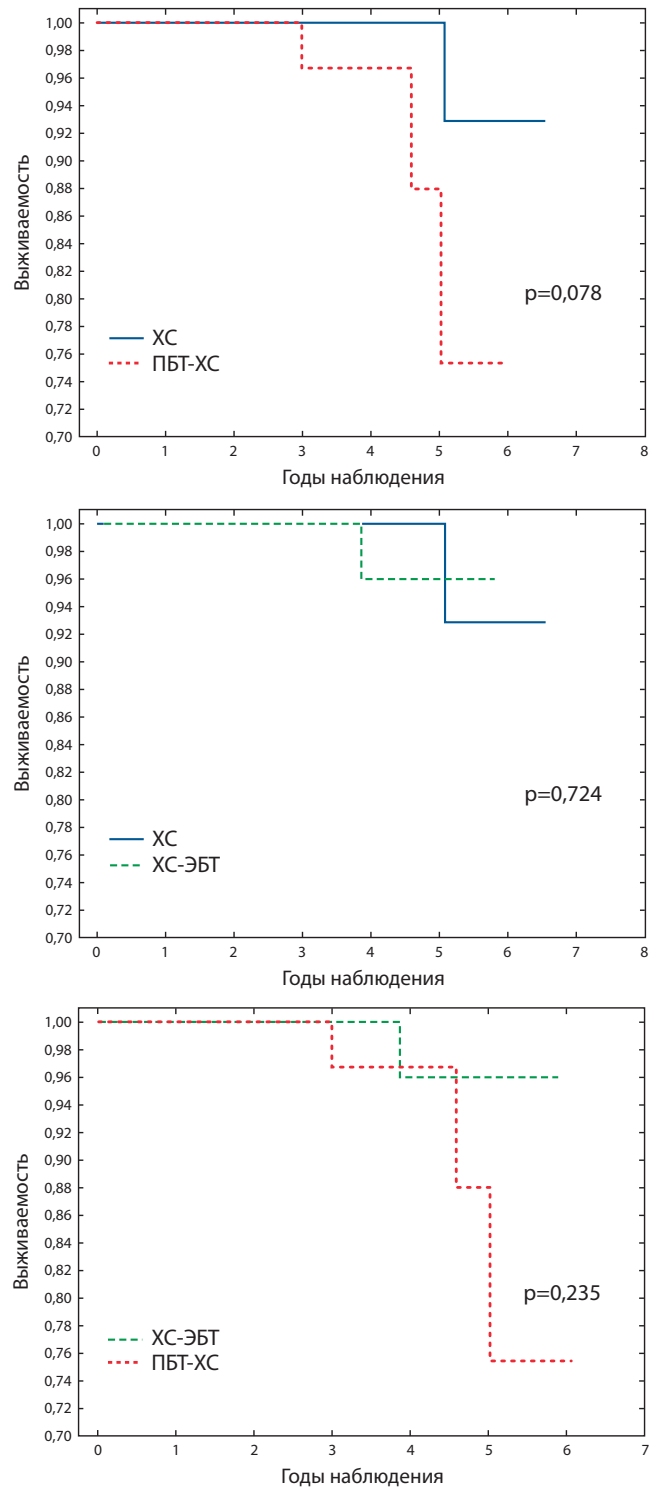 1,00
0,98
0,96
0,94
0,92
0,90
0,88
0,86
0,84
0,82
0,80
0,78
0,76
0,74
0,72
0,70
Выживаемость
p=0,078
ХС
ПБТ-ХС
0 1 2 3 4 5 6 7 8
Годы наблюдения
1,00
0,98
0,96
0,94
0,92
0,90
0,88
0,86
0,84
0,82
0,80
0,78
0,76
0,74
0,72
0,70
Выживаемость
p=0,724
ХС
ХС-ЭБТ
0 1 2 3 4 5 6 7 8
Годы наблюдения
1,00
0,98
0,96
0,94
0,92
0,90
0,88
0,86
0,84
0,82
0,80
0,78
0,76
0,74
0,72
0,70
Выживаемость
p=0,235
ХС-ЭБТ
ПБТ-ХС
0 1 2 3 4 5 6 7
Годы наблюдения